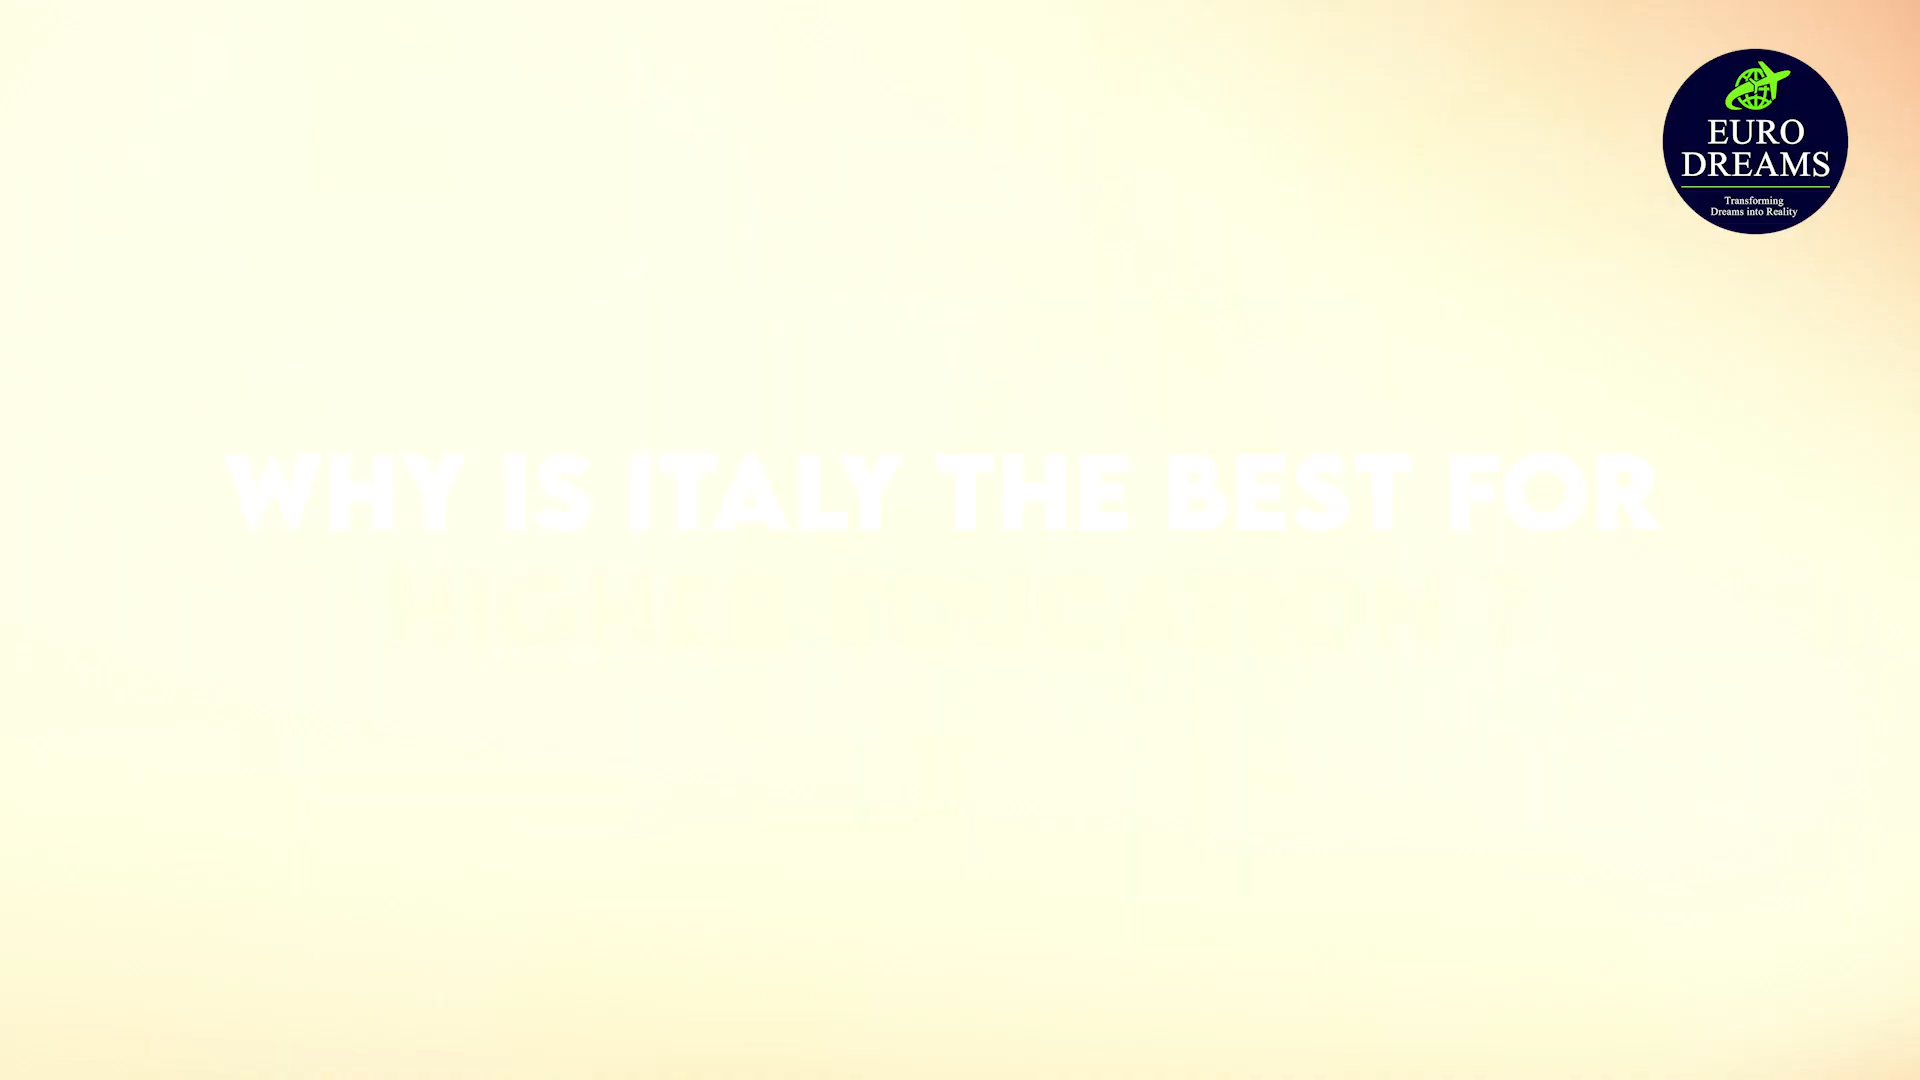 EURO
DREAMS
Transforming
Dreams into Reality
WHY IS ITALY THE BEST FOR